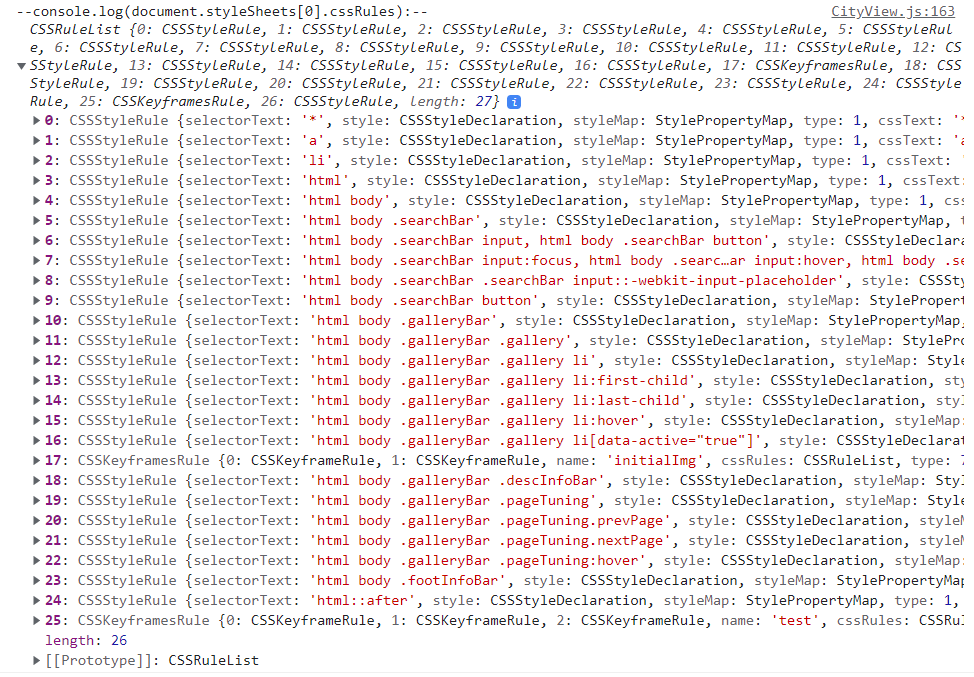 --console.log(document.styleSheets[0].cssRules):-- CityView.js:163
CSSRuleList {0: CSSStyleRule, 1: CSSStyleRule, 2: CSSStyleRule, 3: CSSStyleRule, 4: CSSStyleRule, 5: CSSStyleRul
e, 6: CSSStyleRule, 7: CSSStyleRule, 8: CSSStyleRule, 9: CSSStyleRule, 10: CSSStyleRule, 11: CSSStyleRule, 12: C
SSStyleRule, 13: CSSStyleRule, 14: CSSStyleRule, 15: CSSStyleRule, 16: CSSStyleRule, 17: CSSKeyframesRule, 18: CSS
StyleRule, 19: CSSStyleRule, 20: CSSStyleRule, 21: CSSStyleRule, 22: CSSStyleRule, 23: CSSStyleRule, 24: CSSStyle
Rule, 25: CSSKeyframesRule, 26: CSSStyleRule, length: 27} i
0: CSSStyleRule {selectorText: '*', style: CSSStyleDeclaration, styleMap: StylePropertyMap, type: 1, cssText: '*
1: CSSStyleRule {selectorText: 'a', style: CSSStyleDeclaration, styleMap: StylePropertyMap, type: 1, cssText: 'a
2: CSSStyleRule {selectorText: 'li', style: CSSStyleDeclaration, styleMap: StylePropertyMap, type: 1, cssText: '
3: CSSStyleRule {selectorText: 'html', style: CSSStyleDeclaration, styleMap: StylePropertyMap, type: 1, cssText:
4: CSSStyleRule {selectorText: 'html body', style: CSSStyleDeclaration, styleMap: StylePropertyMap, type: 1, css
5: CSSStyleRule {selectorText: 'html body .searchBar', style: CSSStyleDeclaration, styleMap: StylePropertyMap, t
6: CSSStyleRule {selectorText: 'html body .searchBar input, html body .searchBar button', style: CSSStyleDeclara
7: CSSStyleRule {selectorText: 'html body .searchBar input:focus, html body .searc…ar input:hover, html body .se
8: CSSStyleRule {selectorText: 'html body .searchBar .searchBar input::-webkit-input-placeholder', style: CSSSty
9: CSSStyleRule {selectorText: 'html body .searchBar button', style: CSSStyleDeclaration, styleMap: StylePropert
10: CSSStyleRule {selectorText: 'html body .galleryBar', style: CSSStyleDeclaration, styleMap: StylePropertyMap,
11: CSSStyleRule {selectorText: 'html body .galleryBar .gallery', style: CSSStyleDeclaration, styleMap: StylePro
12: CSSStyleRule {selectorText: 'html body .galleryBar .gallery li', style: CSSStyleDeclaration, styleMap: Style
13: CSSStyleRule {selectorText: 'html body .galleryBar .gallery li:first-child', style: CSSStyleDeclaration, sty
14: CSSStyleRule {selectorText: 'html body .galleryBar .gallery li:last-child', style: CSSStyleDeclaration, styl
15: CSSStyleRule {selectorText: 'html body .galleryBar .gallery li:hover', style: CSSStyleDeclaration, styleMap:
16: CSSStyleRule {selectorText: 'html body .galleryBar .gallery li[data-active="true"]', style: CSSStyleDeclarat
17: CSSKeyframesRule {0: CSSKeyframeRule, 1: CSSKeyframeRule, name: 'initialImg', cssRules: CSSRuleList, type: 7
18: CSSStyleRule {selectorText: 'html body .galleryBar .descInfoBar', style: CSSStyleDeclaration, styleMap: Styl
19: CSSStyleRule {selectorText: 'html body .galleryBar .pageTuning', style: CSSStyleDeclaration, styleMap: Style
20: CSSStyleRule {selectorText: 'html body .galleryBar .pageTuning.prevPage', style: CSSStyleDeclaration, styleM
21: CSSStyleRule {selectorText: 'html body .galleryBar .pageTuning.nextPage', style: CSSStyleDeclaration, styleM
22: CSSStyleRule {selectorText: 'html body .galleryBar .pageTuning:hover', style: CSSStyleDeclaration, styleMap:
23: CSSStyleRule {selectorText: 'html body .footInfoBar', style: CSSStyleDeclaration, styleMap: StylePropertyMap
24: CSSStyleRule {selectorText: 'html::after', style: CSSStyleDeclaration, styleMap: StylePropertyMap, type: 1,
25: CSSKeyframesRule {0: CSSKeyframeRule, 1: CSSKeyframeRule, 2: CSSKeyframeRule, name: 'test', cssRules: CSSRul
length: 26
[[Prototype]]: CSSRuleList